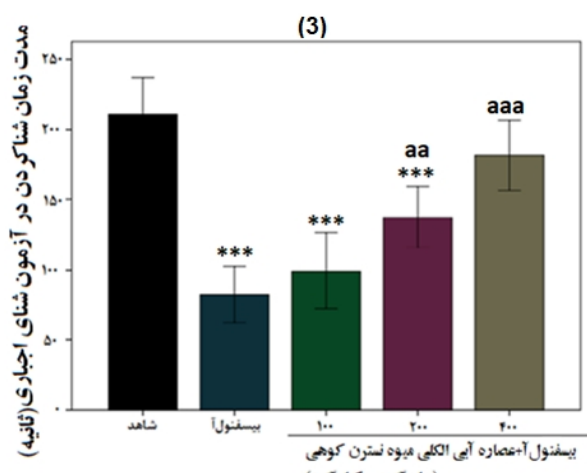 (3)
مدت زمان شناکردن در آزمون شنای اجباری(ثانیه)
۲۵۰
۲۰۰
۱۵۰
۱۰۰
۵۰
۰
***
***
aa
***
aaa
شاهد
بیسفنول‌آ
۱۰۰
۲۰۰
۴۰۰
بیسفنول‌آ+عصاره آبی الکلی میوه نسترن کوهی